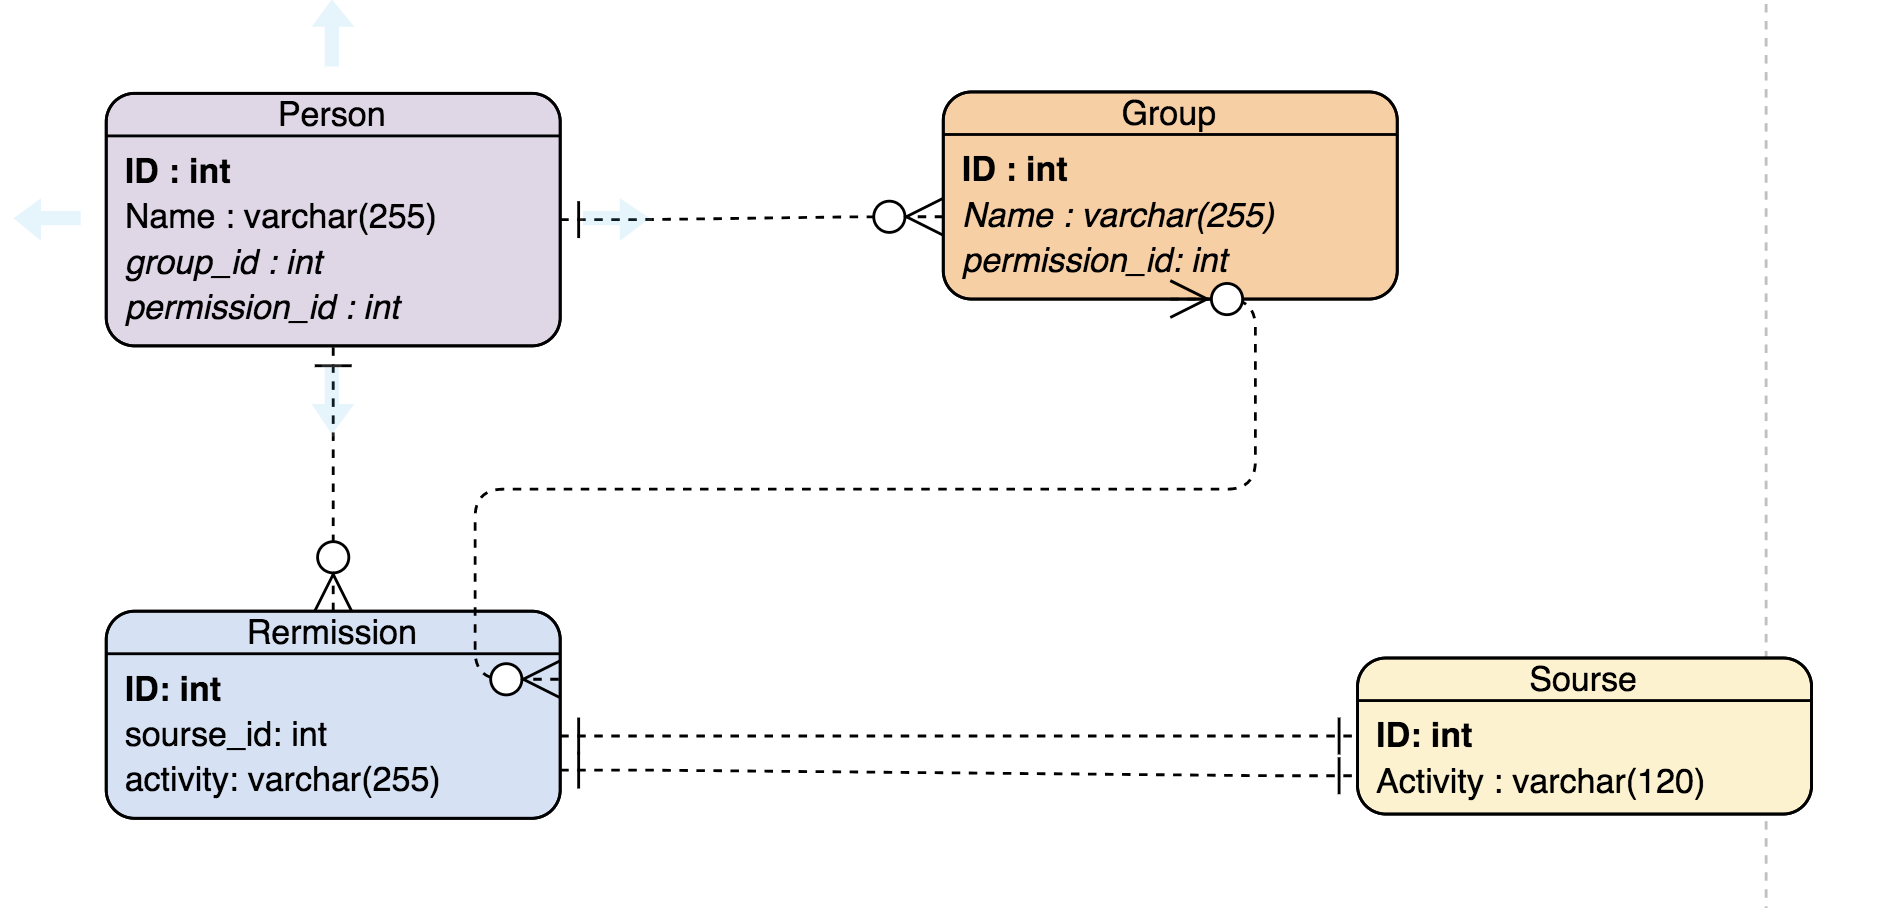 Person
ID : int
Name : varchar(255)
group_id : int
permission_id : int
Group
ID : int
Name : varchar(255)
permission_id: int
Rermission
ID: int
sourse_id: int
activity: varchar(255)
Sourse
ID: int
Activity : varchar(120)